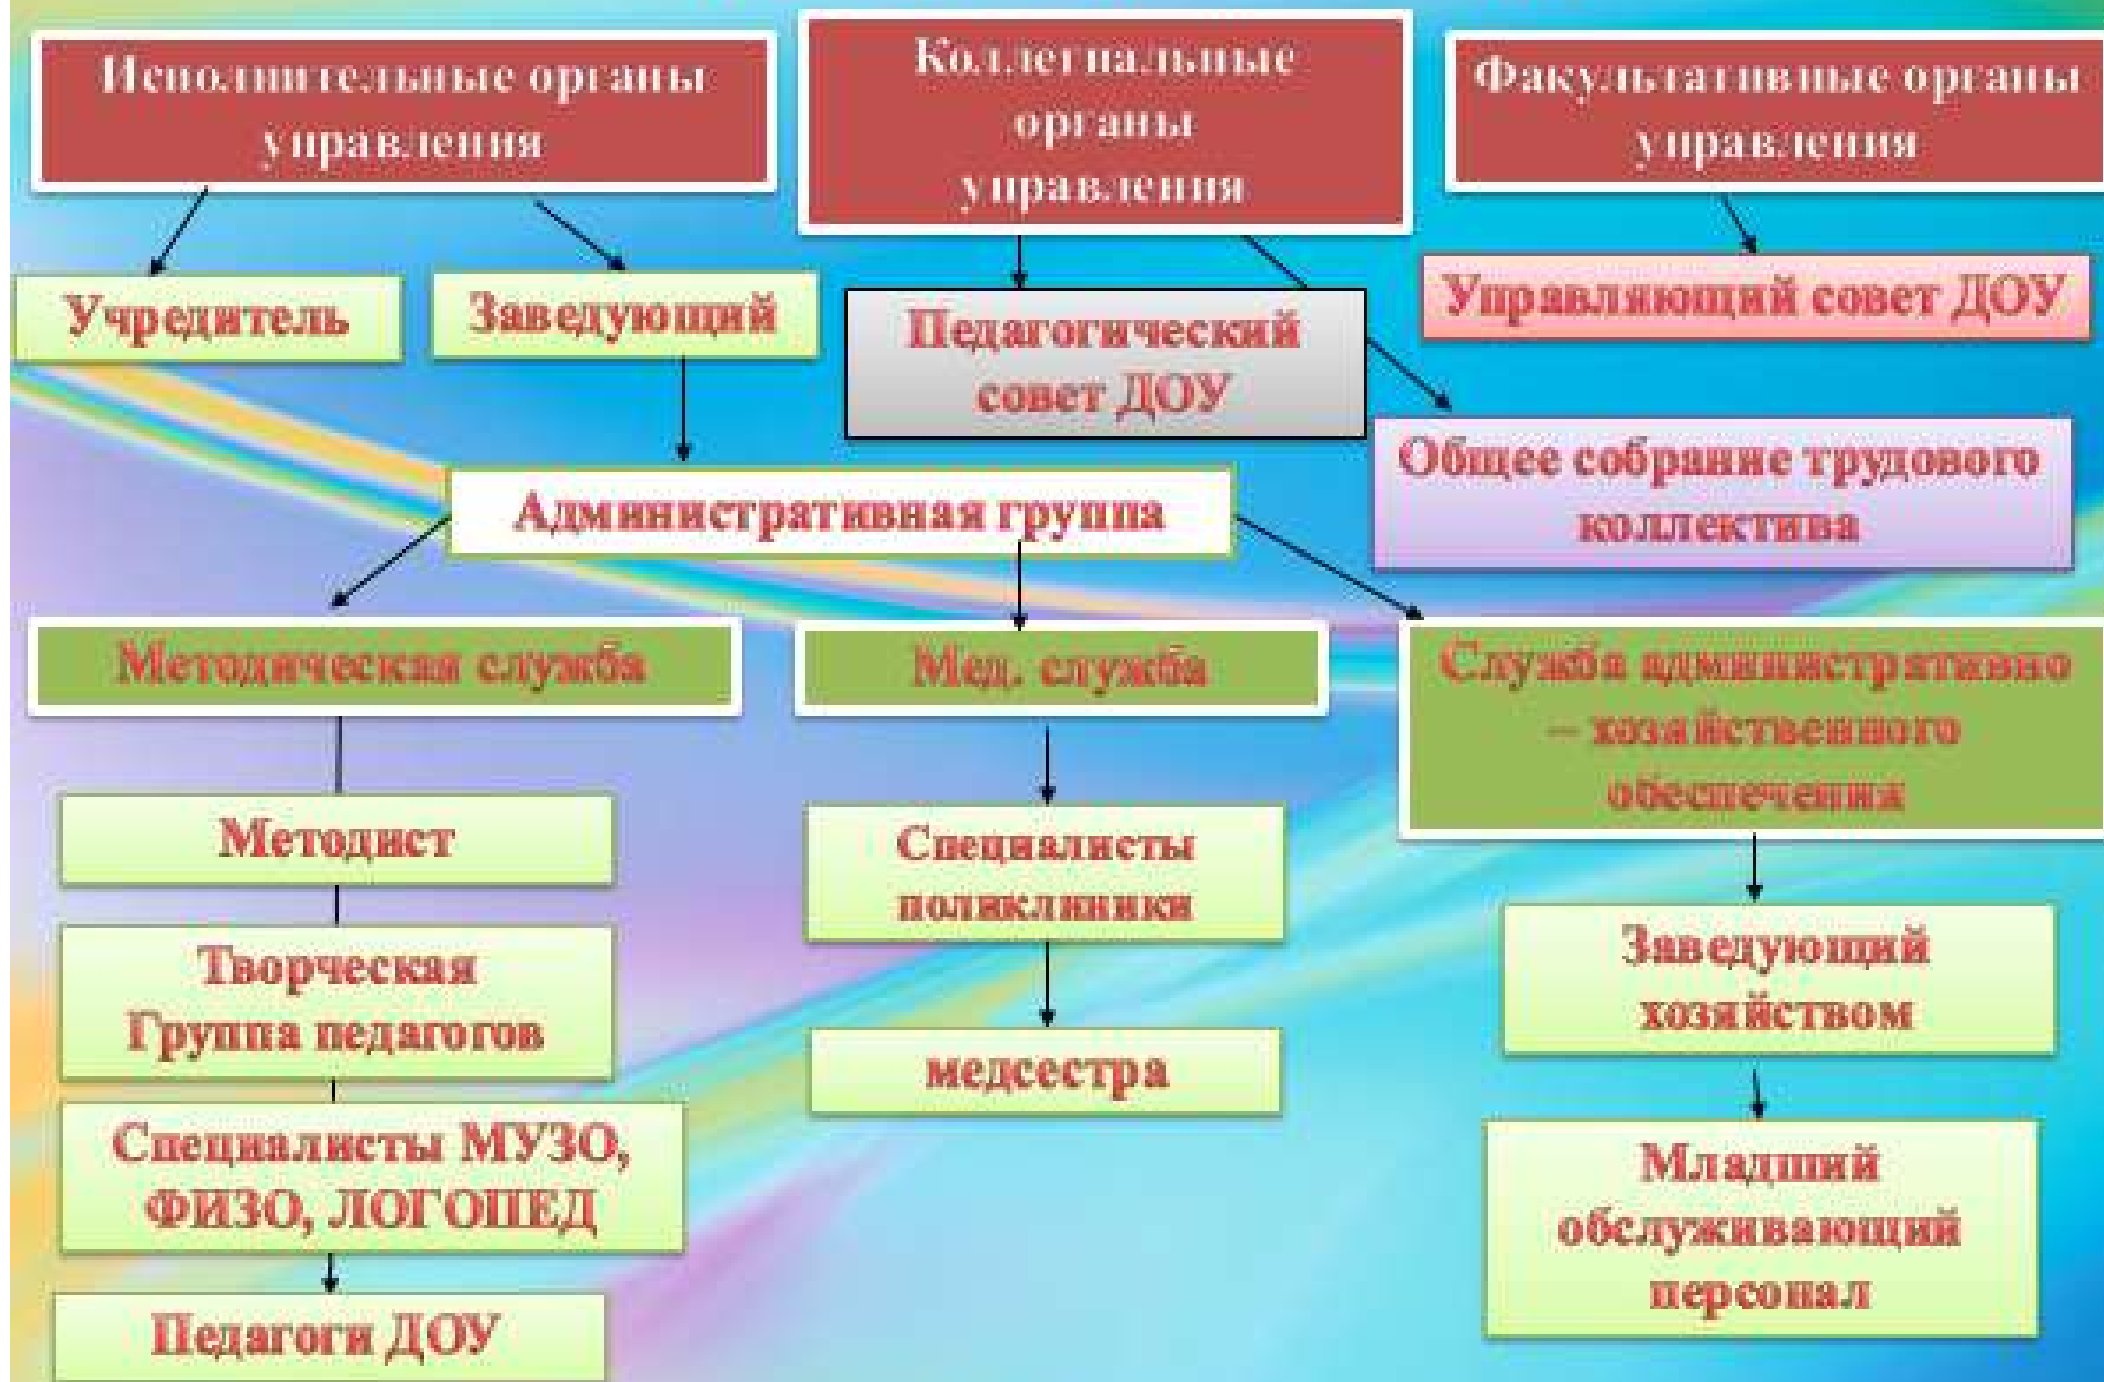 Исполнительные органы
управления
Коллегиальные
органы
управления
Факультативные органы
управления
Учредитель
Заведующий
Педагогический
совет ДОУ
Управляющий совет ДОУ
Общее собрание трудового
коллектива
Административная группа
Методическая служба
Мед. служба
Служба административно
– хозяйственного
обеспечения
Методист
Творческая
Группа педагогов
Специалисты МУЗО,
ФИЗО, ЛОГОПЕД
Педагоги ДОУ
Специалисты
поликлиники
медсестра
Заведующий
хозяйством
Младший
обслуживающий
персонал